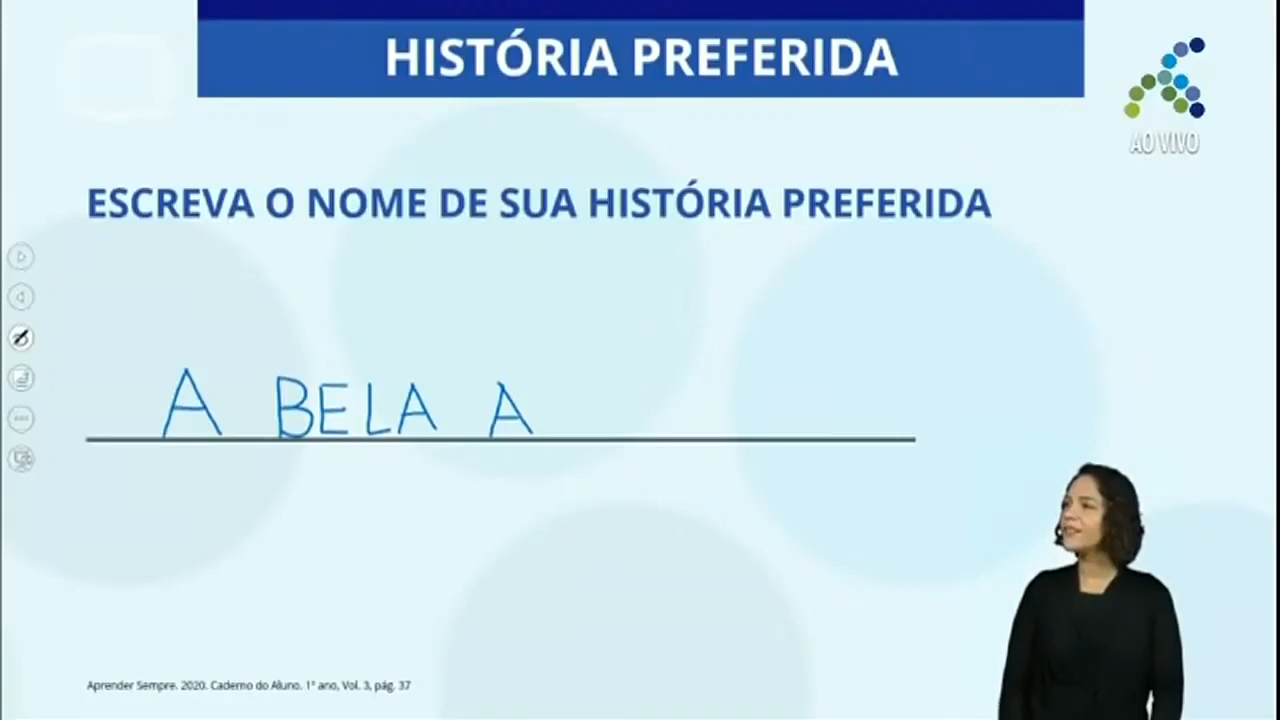 HISTÓRIA PREFERIDA
AO VIVO
ESCREVA O NOME DE SUA HISTÓRIA PREFERIDA
A BELA A
Aprender Sempre. 2020. Caderno do Aluno. 1º ano, Vol. 3, pág. 37